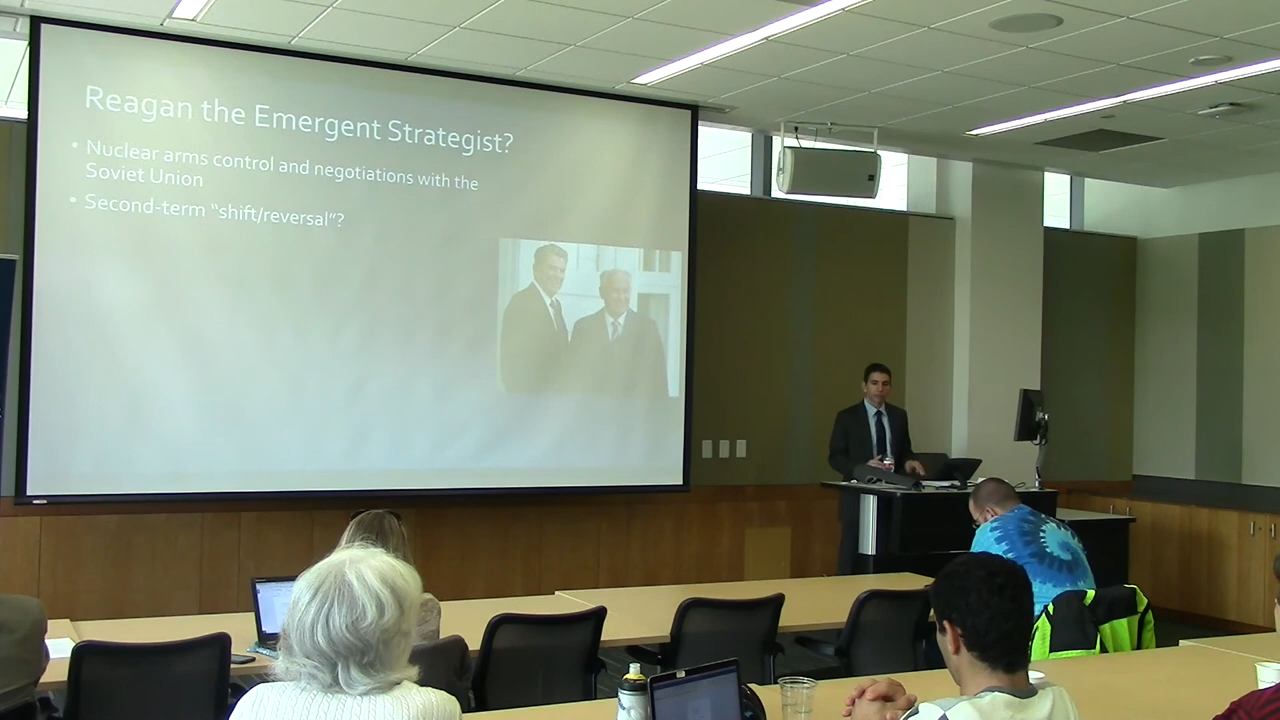 Reagan the Emergent Strategist?
• Nuclear arms control and negotiations with the
Soviet Union
• Second-term “shift/reversal”?